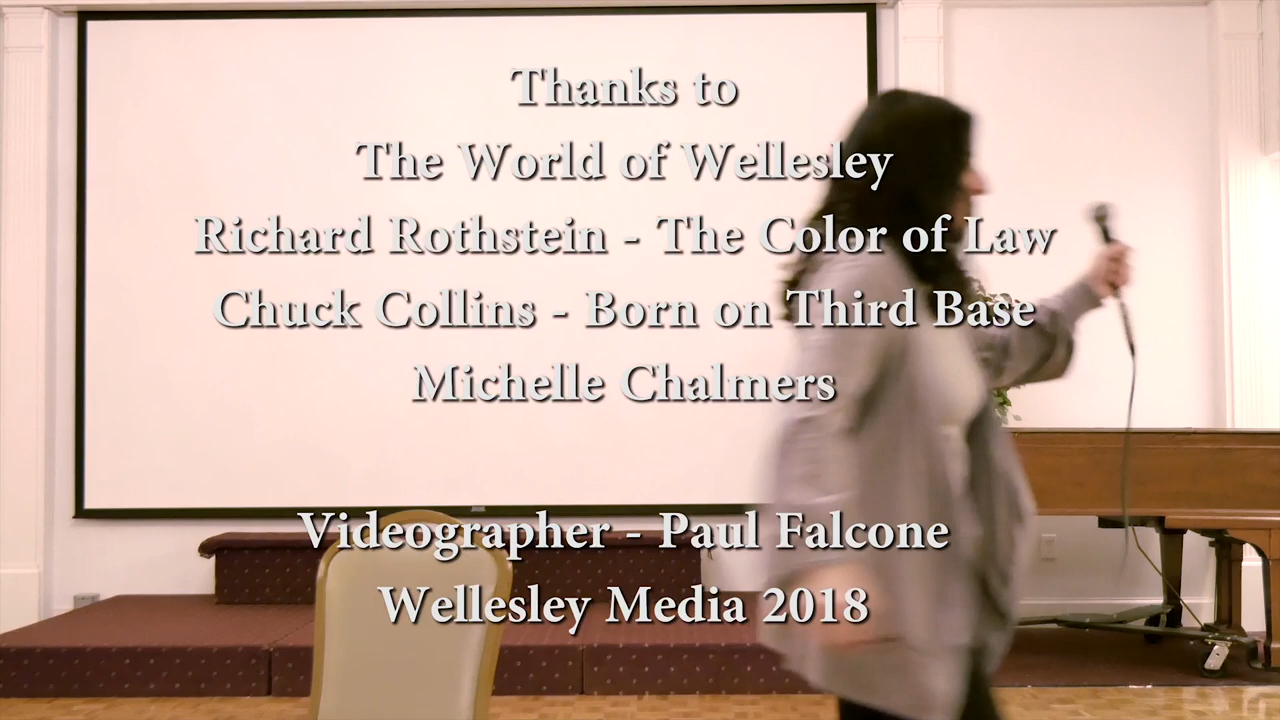 Thanks to
The World of Wellesley
Richard Rothstein - The Color of Law
Chuck Collins - Born on Third Base
Michelle Chalmers
Videographer - Paul Falcone
Wellesley Media 2018